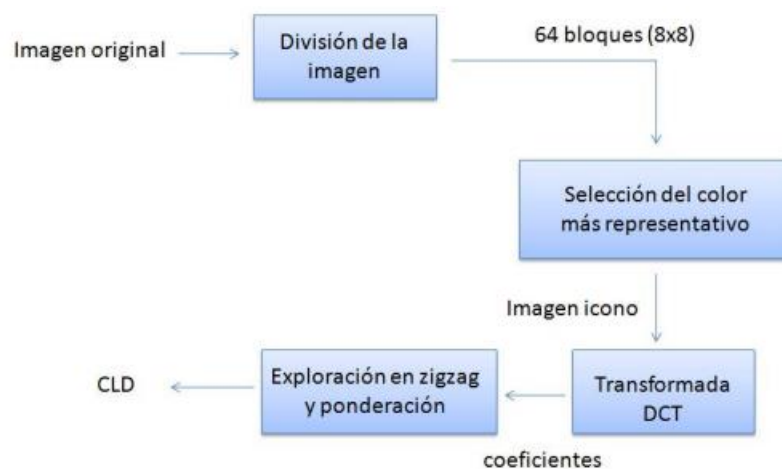 Imagen original
División de la
imagen
64 bloques (8x8)
Selección del color
más representativo
Imagen icono
Transformada
DCT
coeficientes
Exploración en zigzag
y ponderación
CLD